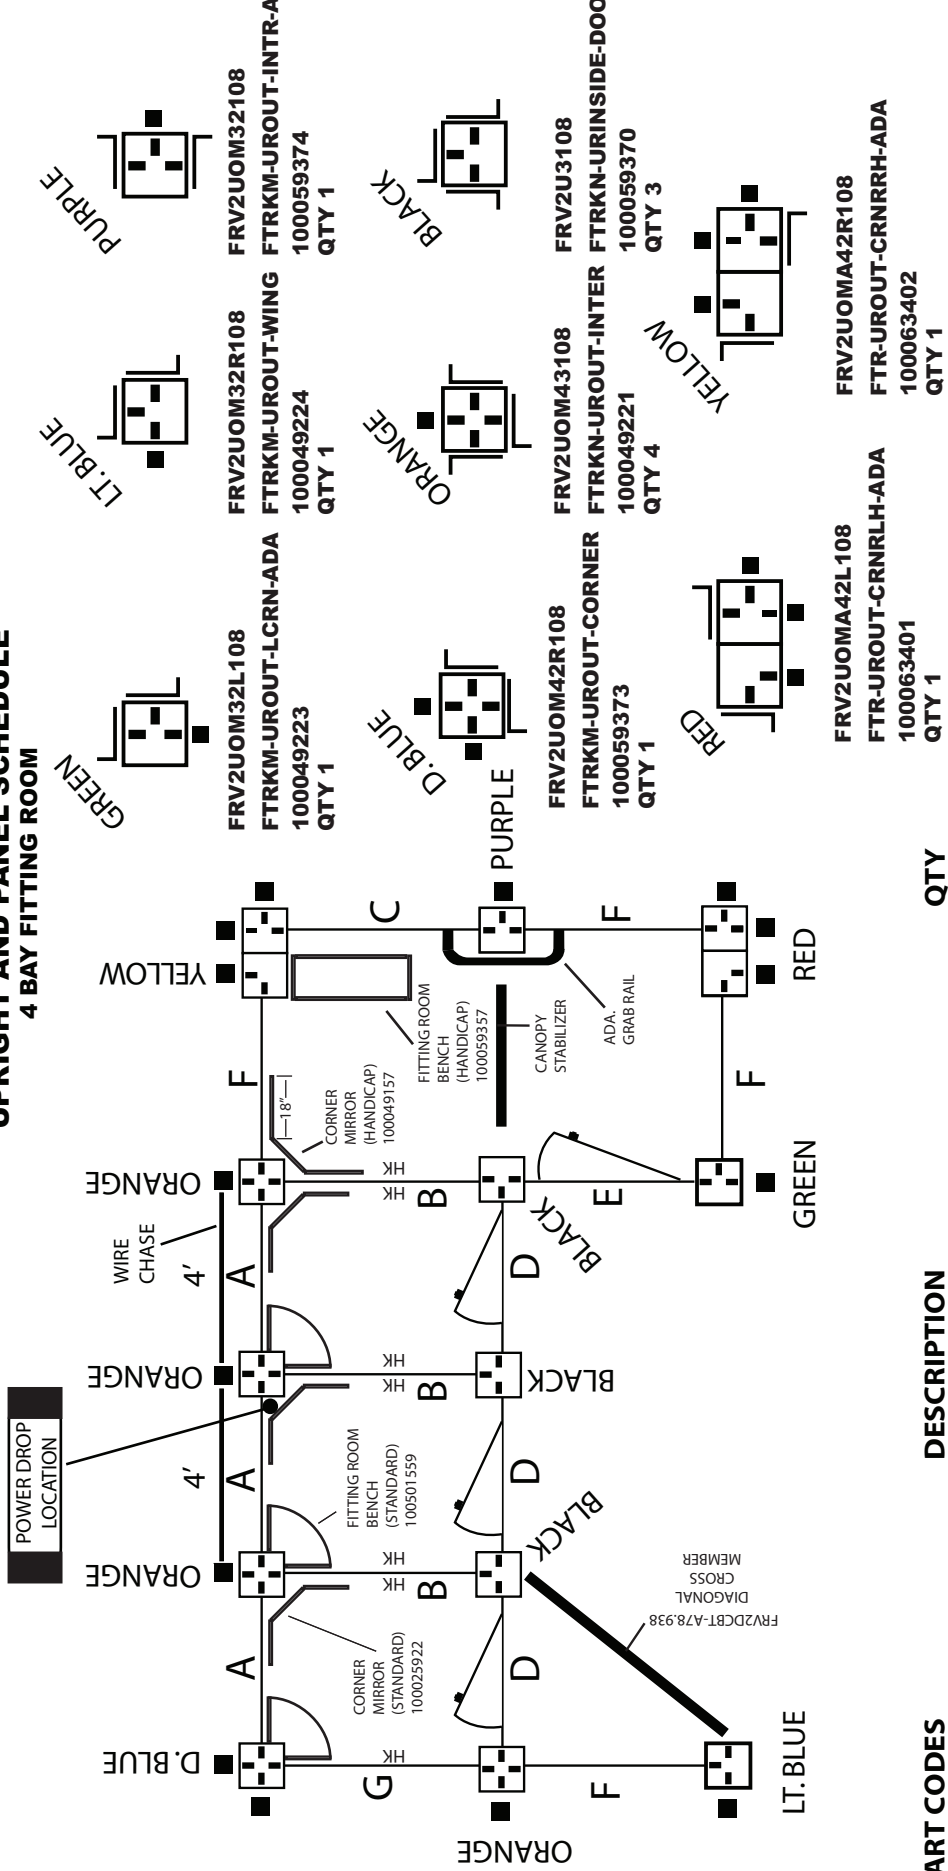 UPRIGHT AND PANEL SCHEDULE
4 BAY FITTING ROOM
GREEN
FRV2UOM32L108
FTRKM-UROUT-LCRN-ADA
100049223
QTY 1
LT. BLUE
FRV2UOM32R108
FTRKM-UROUT-WING
100049224
QTY 1
PURPLE
FRV2UOM32108
FTRKM-UROUT-INTR-A
100059374
QTY 1
D. BLUE
FRV2UOM42R108
FTRKM-UROUT-CORNER
100059373
QTY 1
ORANGE
FRV2UOM43108
FTRKN-UROUT-INTER
100049221
QTY 4
BLACK
FRV2U3108
FTRKN-URINSIDE-DOO
100059370
QTY 3
RED
FRV2UOMA42L108
FTR-UROUT-CRNRLH-ADA
100063401
QTY 1
YELLOW
FRV2UOMA42R108
FTR-UROUT-CRNRRH-ADA
100063402
QTY 1
POWER DROP
LOCATION
WIRE
CHASE
4'
4'
D. BLUE
ORANGE
ORANGE
ORANGE
YELLOW
A
A
A
F
|—18"—|
CORNER
MIRROR
(STANDARD)
100025922
FITTING ROOM
BENCH
(STANDARD)
100501559
CORNER
MIRROR
(HANDICAP)
100049157
FITTING ROOM
BENCH
(HANDICAP)
100059357
G
HK
B
HK
HK
B
HK
HK
B
HK
HK
C
CANOPY
STABILIZER
ADA.
GRAB RAIL
PURPLE
ORANGE
D
BLACK
D
BLACK
D
BLACK
F
E
F
F
FRV2DCBT-A78.938
DIAGONAL
CROSS
MEMBER
LT. BLUE
GREEN
RED
ART CODES
DESCRIPTION
QTY